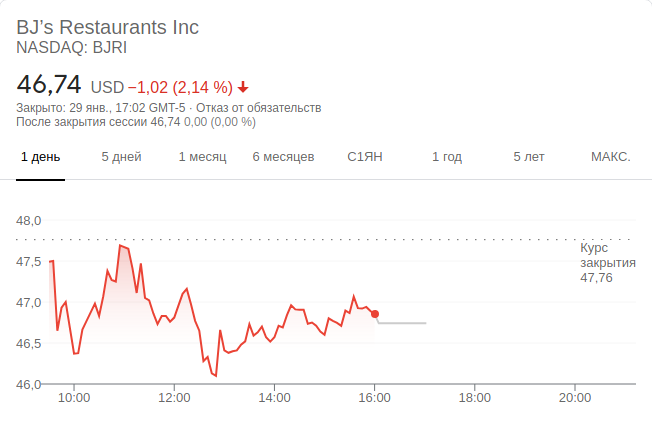 BJ’s Restaurants Inc
NASDAQ: BJRI
46,74 USD −1,02 (2,14 %)
Закрыто: 29 янв., 17:02 GMT-5 · Отказ от обязательств
После закрытия сессии 46,74 0,00 (0,00 %)
1 день 5 дней 1 месяц 6 месяцев С1ЯН 1 год 5 лет МАКС.
48,0
Курс
закрытия
47,76
47,5
47,0
46,5
46,0
10:00 12:00 14:00 16:00 18:00 20:00